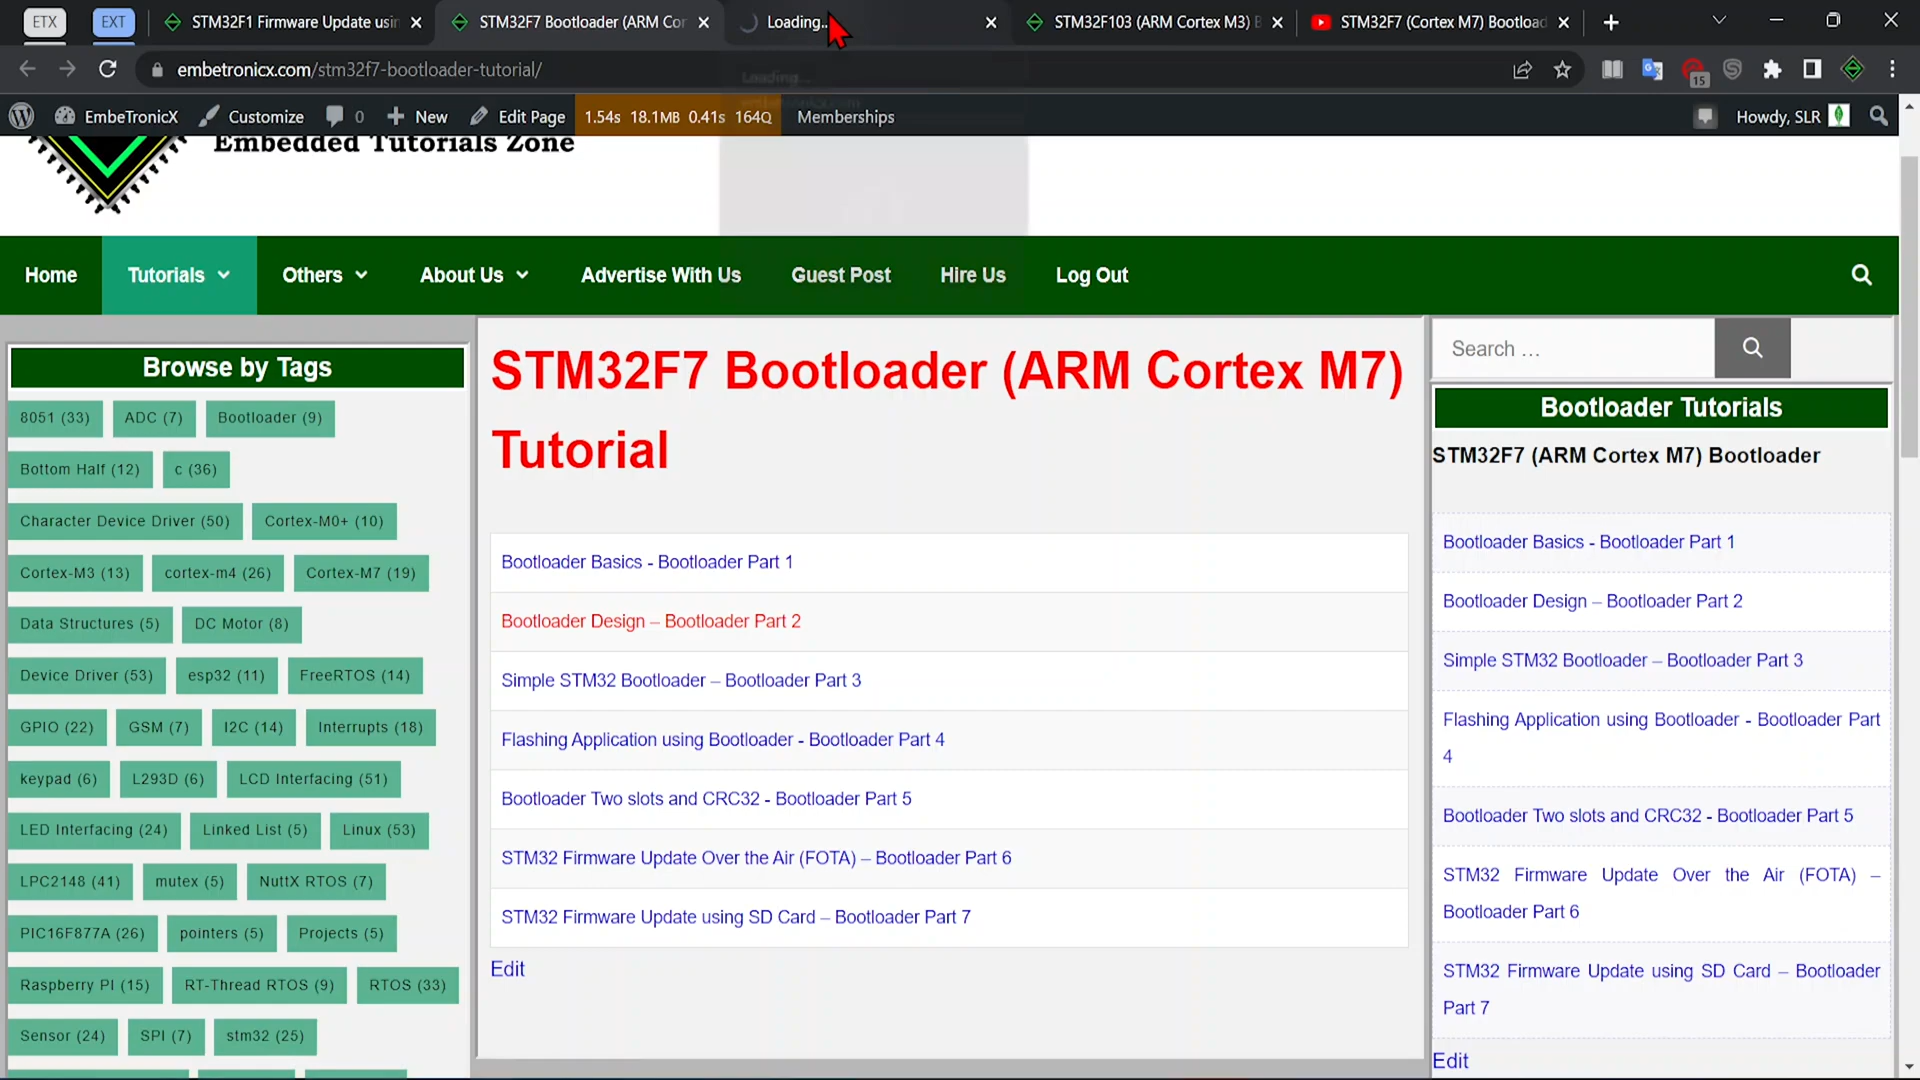 ETX
EXT
STM32F1 Firmware Update usin
STM32F7 Bootloader (ARM Cor
Loading...
STM32F103 (ARM Cortex M3) B
STM32F7 (Cortex M7) Bootload
embetronicx.com/stm32f7-bootloader-tutorial/
15
Loading...
EmbeTronicX
Customize
0
New
Edit Page
1.54s 18.1MB 0.41s 164Q
Memberships
Howdy, SLR
Embedded Tutorials Zone
Home
Tutorials
Others
About Us
Advertise With Us
Guest Post
Hire Us
Log Out
Browse by Tags
8051 (33)
ADC (7)
Bootloader (9)
Bottom Half (12)
c (36)
Character Device Driver (50)
Cortex-M0+ (10)
Cortex-M3 (13)
cortex-m4 (26)
Cortex-M7 (19)
Data Structures (5)
DC Motor (8)
Device Driver (53)
esp32 (11)
FreeRTOS (14)
GPIO (22)
GSM (7)
I2C (14)
Interrupts (18)
keypad (6)
L293D (6)
LCD Interfacing (51)
LED Interfacing (24)
Linked List (5)
Linux (53)
LPC2148 (41)
mutex (5)
NuttX RTOS (7)
PIC16F877A (26)
pointers (5)
Projects (5)
Raspberry PI (15)
RT-Thread RTOS (9)
RTOS (33)
Sensor (24)
SPI (7)
stm32 (25)
STM32F7 Bootloader (ARM Cortex M7)
Tutorial
Bootloader Basics - Bootloader Part 1
Bootloader Design – Bootloader Part 2
Simple STM32 Bootloader – Bootloader Part 3
Flashing Application using Bootloader - Bootloader Part 4
Bootloader Two slots and CRC32 - Bootloader Part 5
STM32 Firmware Update Over the Air (FOTA) – Bootloader Part 6
STM32 Firmware Update using SD Card – Bootloader Part 7
Edit
Search …
Bootloader Tutorials
STM32F7 (ARM Cortex M7) Bootloader
Bootloader Basics - Bootloader Part 1
Bootloader Design – Bootloader Part 2
Simple STM32 Bootloader – Bootloader Part 3
Flashing Application using Bootloader - Bootloader Part
4
Bootloader Two slots and CRC32 - Bootloader Part 5
STM32 Firmware Update Over the Air (FOTA) –
Bootloader Part 6
STM32 Firmware Update using SD Card – Bootloader
Part 7
Edit